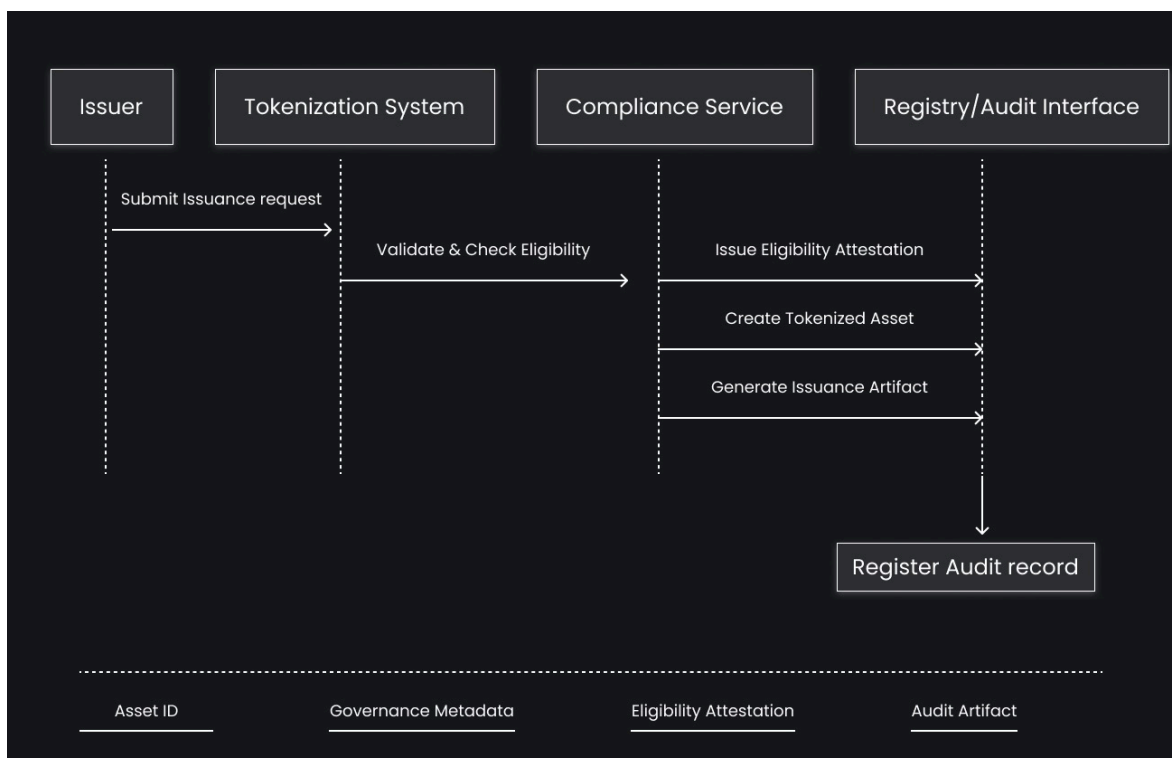 Issuer
Tokenization System
Compliance Service
Registry/Audit Interface
Submit Issuance request
Validate & Check Eligibility
Issue Eligibility Attestation
Create Tokenized Asset
Generate Issuance Artifact
Register Audit record
Asset ID
Governance Metadata
Eligibility Attestation
Audit Artifact